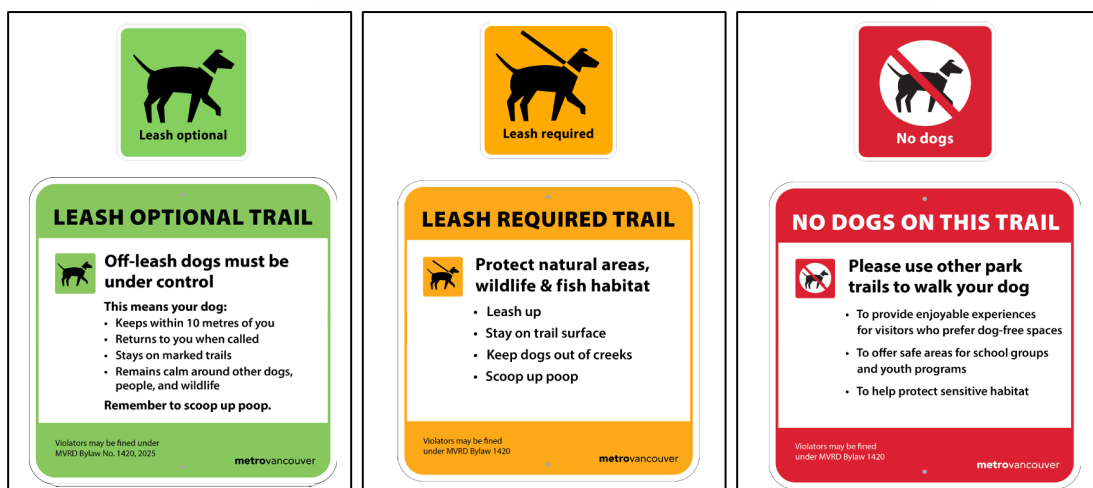 Leash optional
LEASH OPTIONAL TRAIL
Off-leash dogs must be
under control
This means your dog:
• Keeps within 10 metres of you
• Returns to you when called
• Stays on marked trails
• Remains calm around other dogs,
people, and wildlife
Remember to scoop up poop.
Violators may be fined under
MVRD Bylaw No. 1420, 2025
metrovancouver
Leash required
LEASH REQUIRED TRAIL
Protect natural areas,
wildlife & fish habitat
• Leash up
• Stay on trail surface
• Keep dogs out of creeks
• Scoop up poop
Violators may be fined
under MVRD Bylaw 1420
metrovancouver
No dogs
NO DOGS ON THIS TRAIL
Please use other park
trails to walk your dog
• To provide enjoyable experiences
for visitors who prefer dog-free spaces
• To offer safe areas for school groups
and youth programs
• To help protect sensitive habitat
Violators may be fined
under MVRD Bylaw 1420
metrovancouver